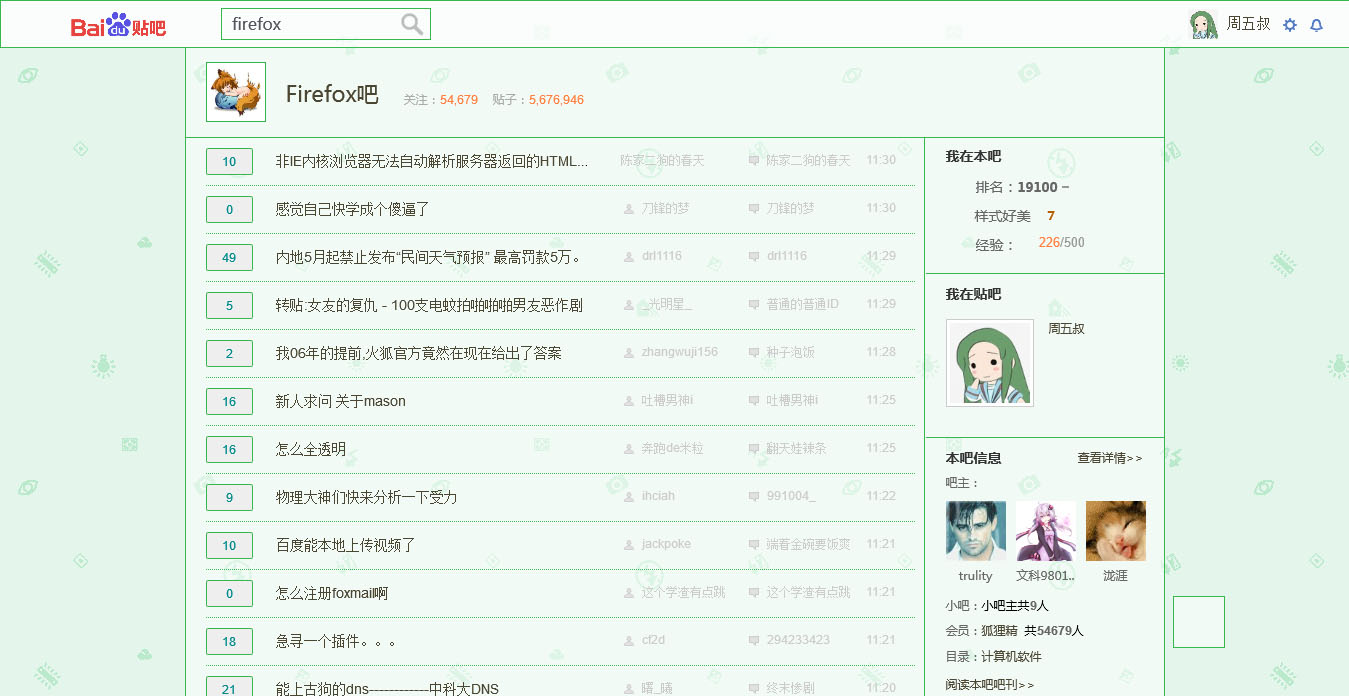 Bai du 贴吧 firefox 周五叔
Firefox吧 关注：54,679 贴子：5,676,946
10 非IE内核浏览器无法自动解析服务器返回的HTML... 陈家二狗的春天 陈家二狗的春天 11:30
0 感觉自己快学成个傻逼了 刀锋的梦 刀锋的梦 11:30
49 内地5月起禁止发布“民间天气预报” 最高罚款5万。 drl1116 drl1116 11:29
5 转贴:女友的复仇 - 100支电蚊拍啪啪啪啪男友恶作剧 _光明星_ 普通的普通ID 11:29
2 我06年的提前,火狐官方竟然在现在给出了答案 zhangwuji156 种子泡饭 11:28
16 新人求问 关于mason 吐槽男神i 吐槽男神i 11:25
16 怎么全透明 奔跑de米粒 翻天娃辣条 11:25
9 物理大神们快来分析一下受力 ihciah 991004_ 11:22
10 百度能本地上传视频了 jackpoke 端着金碗要饭爽 11:21
0 怎么注册foxmail啊 这个学渣有点跳 这个学渣有点跳 11:21
18 急寻一个插件。。。 cf2d 294233423 11:21
21 能上古狗的dns------------中科大DNS 曙_曦 终末惨剧 11:20
我在本吧
排名：19100 −
样式好美 7
经验： 226/500
我在贴吧
周五叔
本吧信息 查看详情>>
吧主：
trulity 文科9801.. 泷涯
小吧：小吧主共9人
会员：狐狸精 共54679人
目录：计算机软件
阅读本吧吧刊>>